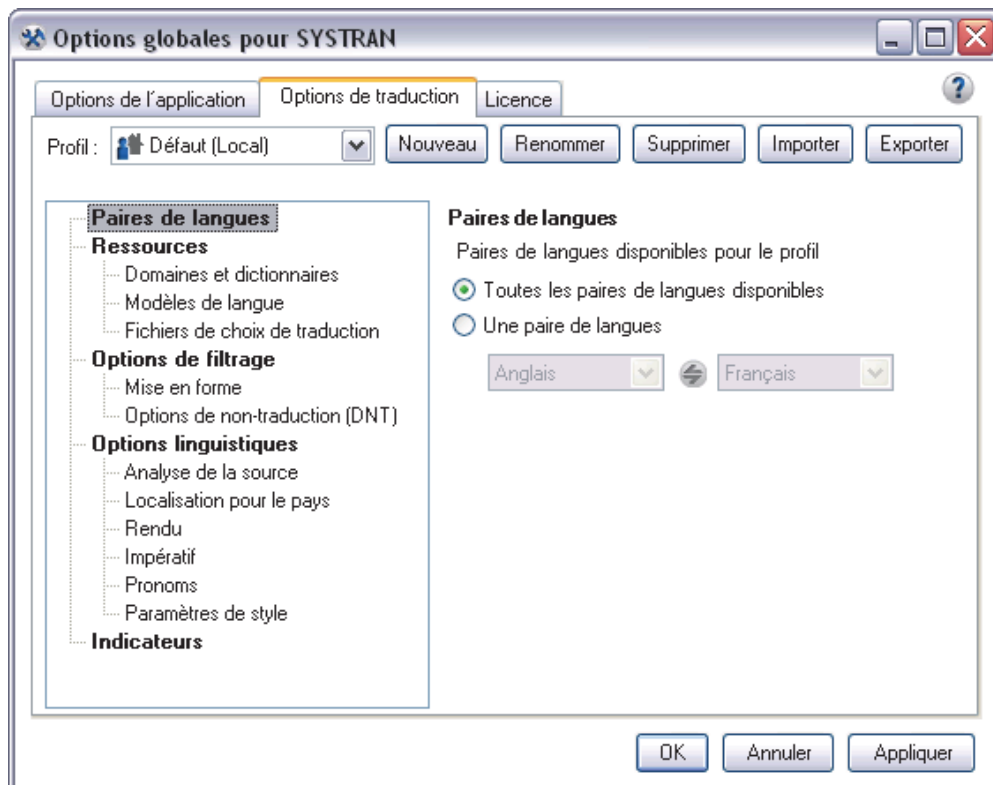 Options globales pour SYSTRAN
Options de l'application Options de traduction Licence
Profil : Défaut (Local) Nouveau Renommer Supprimer Importer Exporter
Paires de langues
Ressources
Domaines et dictionnaires
Modèles de langue
Fichiers de choix de traduction
Options de filtrage
Mise en forme
Options de non-traduction (DNT)
Options linguistiques
Analyse de la source
Localisation pour le pays
Rendu
Impératif
Pronoms
Paramètres de style
Indicateurs
Paires de langues
Paires de langues disponibles pour le profil
Toutes les paires de langues disponibles
Une paire de langues
Anglais Français
OK Annuler Appliquer